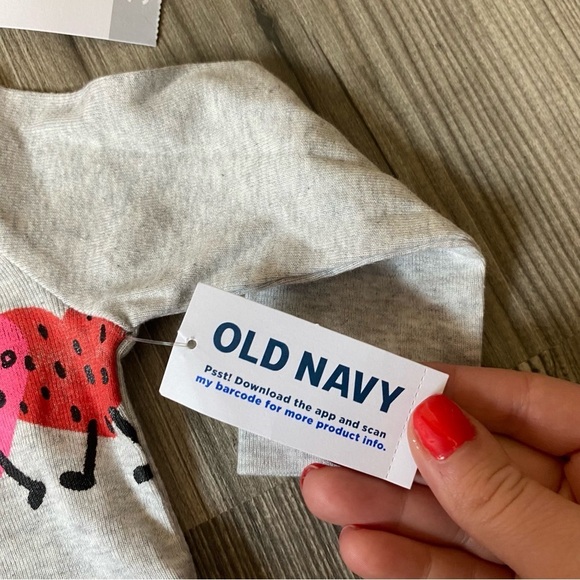 OLD NAVY
Psst! Download the app and scan
my barcode for more product info.